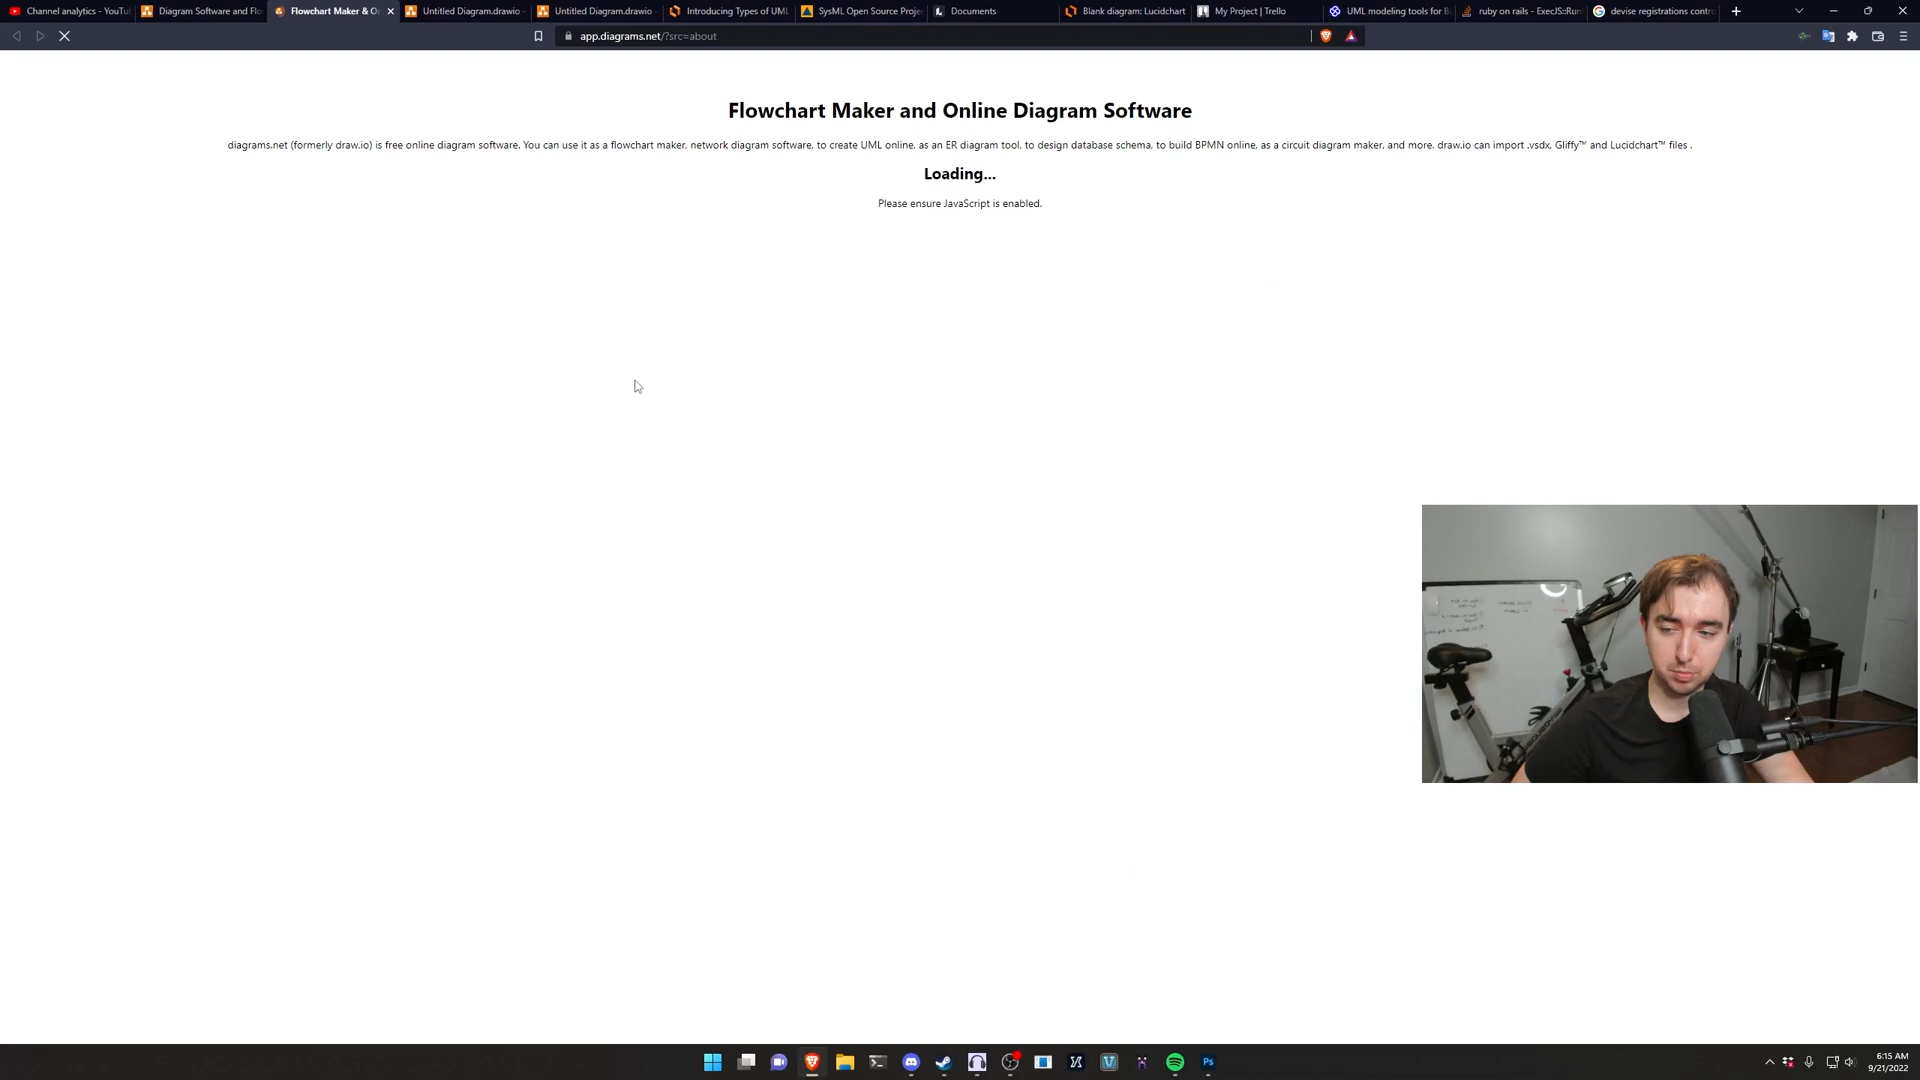 Channel analytics - YouTu
Diagram Software and Flo
Flowchart Maker & O
Untitled Diagram.drawio -
Untitled Diagram.drawio -
Introducing Types of UML
SysML Open Source Proje
Documents
Blank diagram: Lucidchart
My Project | Trello
UML modeling tools for B
ruby on rails - ExecJS::Run
devise registrations contro
app.diagrams.net/?src=about
Flowchart Maker and Online Diagram Software
diagrams.net (formerly draw.io) is free online diagram software. You can use it as a flowchart maker, network diagram software, to create UML online, as an ER diagram tool, to design database schema, to build BPMN online, as a circuit diagram maker, and more. draw.io can import .vsdx, Gliffy™ and Lucidchart™ files .
Loading...
Please ensure JavaScript is enabled.
Ps
6:15 AM
9/21/2022